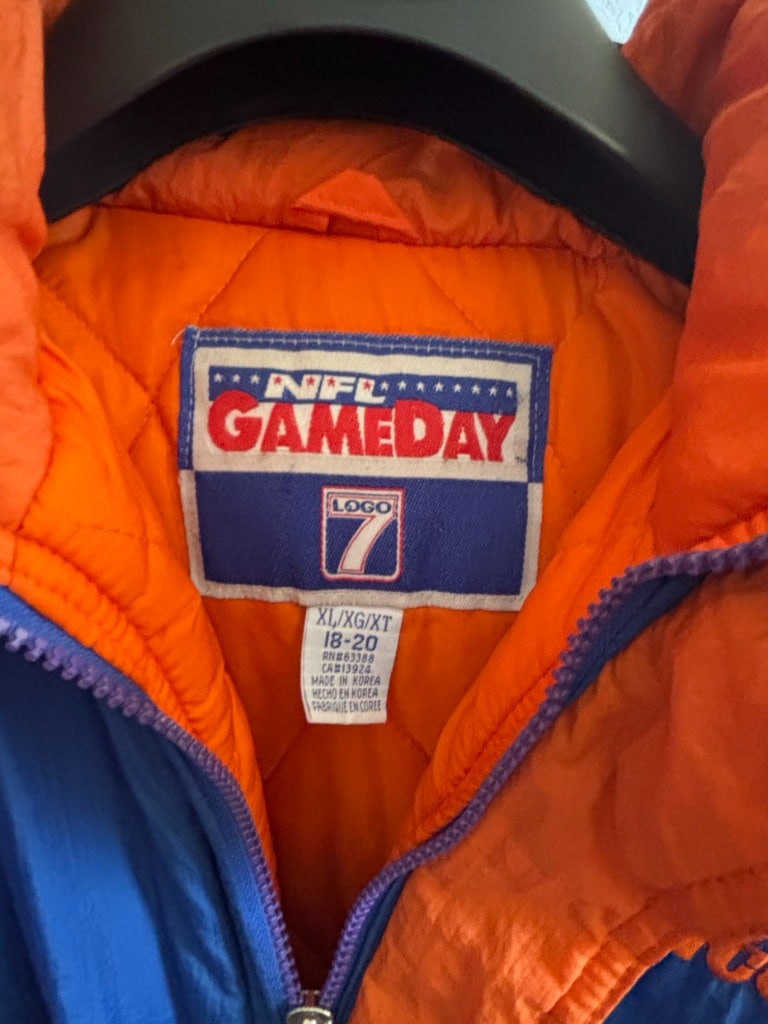 NFL
GAMEDAY
LOGO
7
XL/XG/XT
18-20
RN#63388
CA#13924
MADE IN KOREA
HECHO EN KOREA
FABRIQUE EN COREE